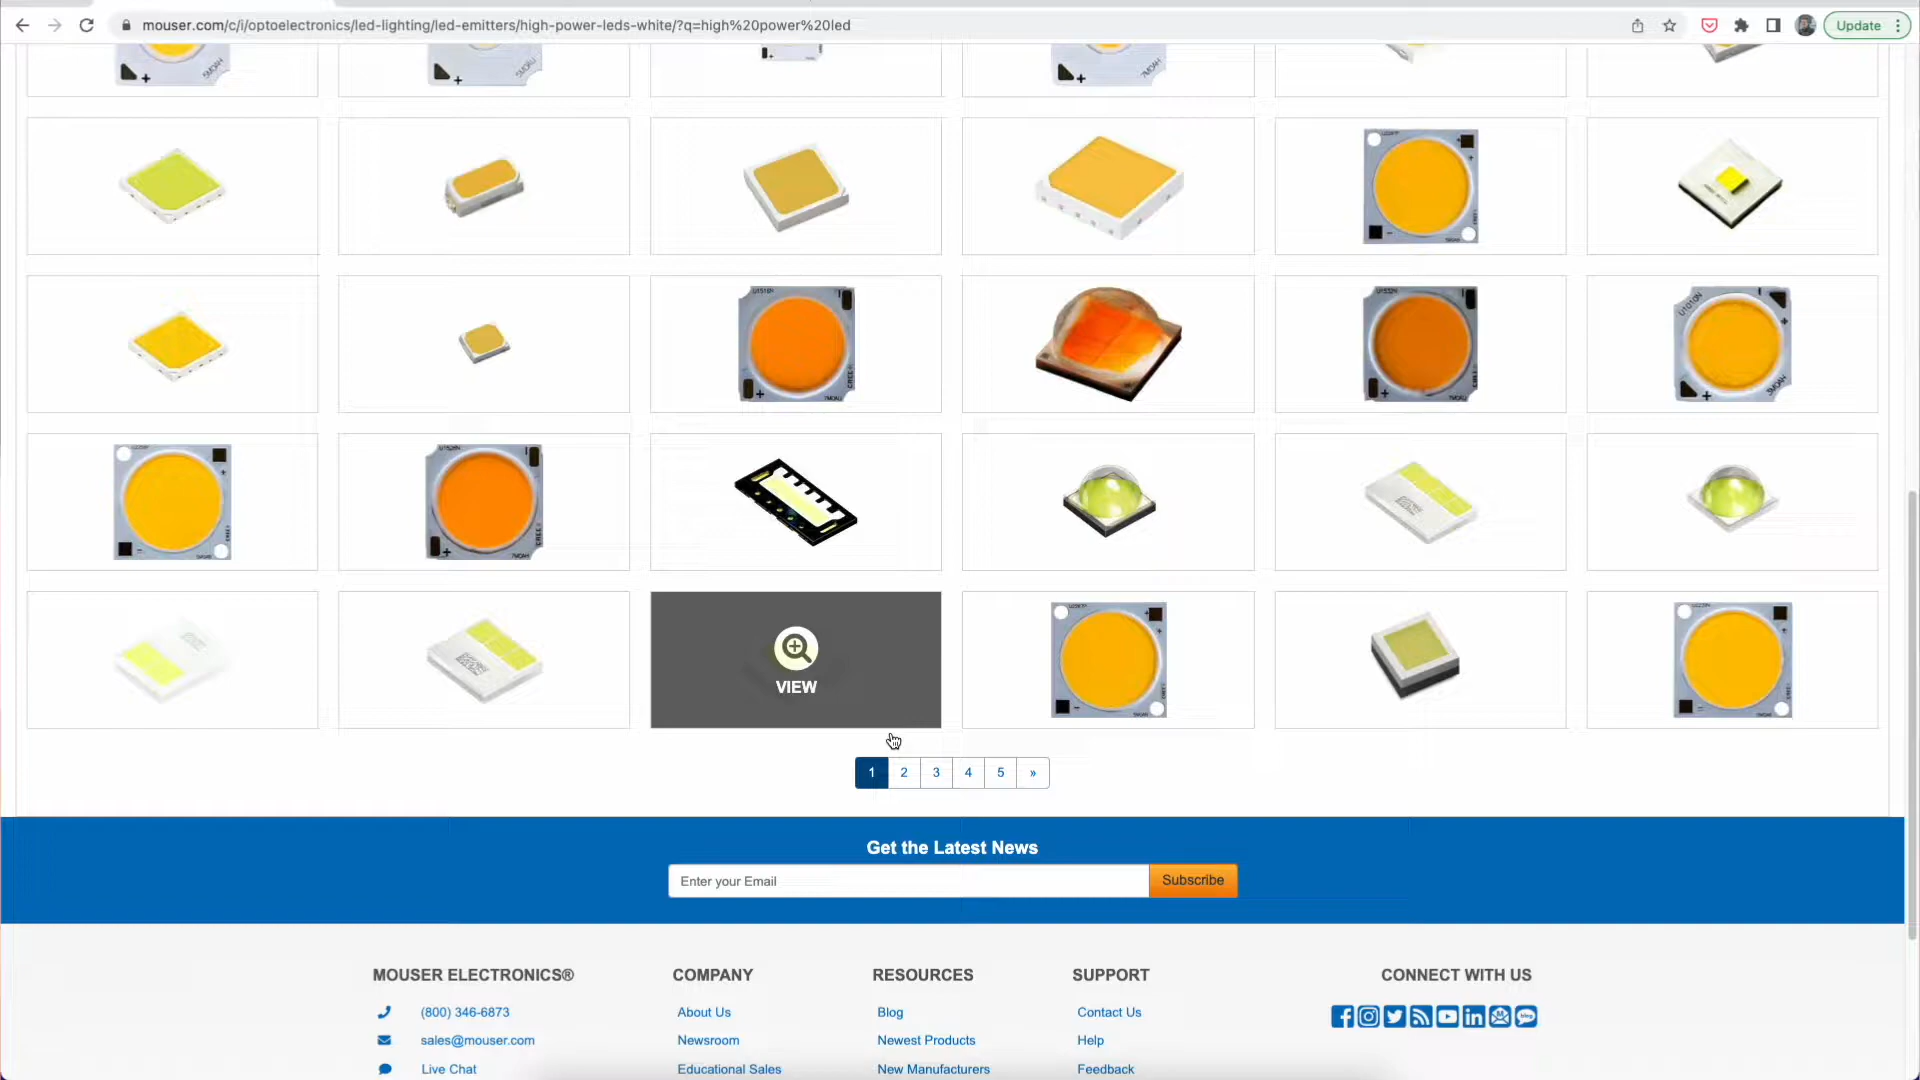 mouser.com/c/i/optoelectronics/led-lighting/led-emitters/high-power-leds-white/?q=high%20power%20led
Update
VIEW
1 2 3 4 5 »
Get the Latest News
Enter your Email
Subscribe
MOUSER ELECTRONICS®
(800) 346-6873
sales@mouser.com
Live Chat
COMPANY
About Us
Newsroom
Educational Sales
RESOURCES
Blog
Newest Products
New Manufacturers
SUPPORT
Contact Us
Help
Feedback
CONNECT WITH US